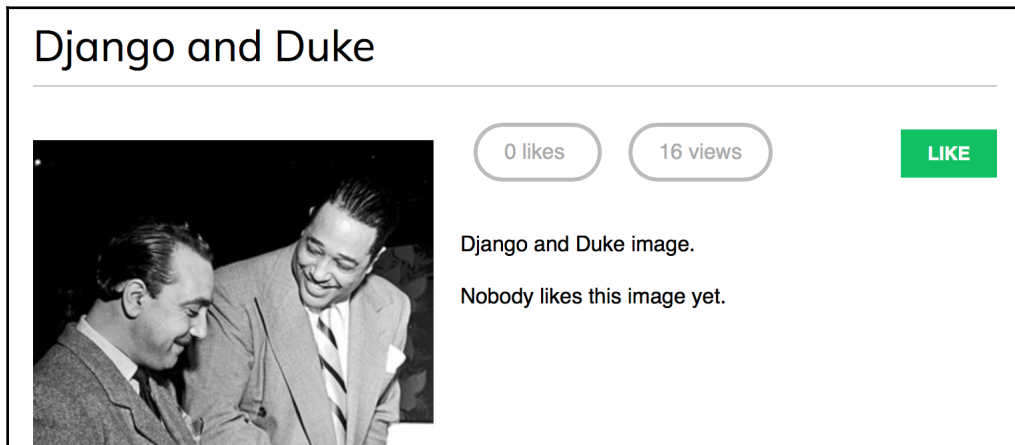 Django and Duke
0 likes
16 views
LIKE
Django and Duke image.
Nobody likes this image yet.